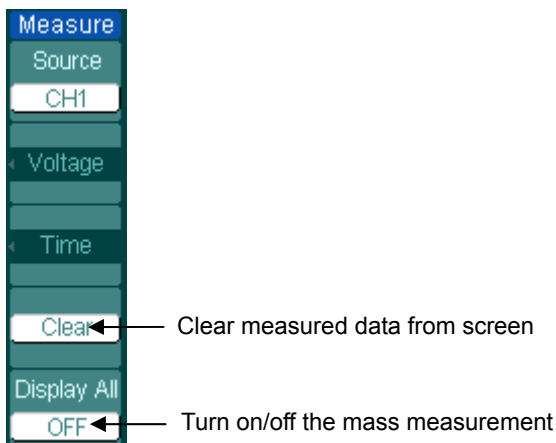 Measure
Source
CH1
Voltage
Time
Clear
Clear measured data from screen
Display All
OFF
Turn on/off the mass measurement